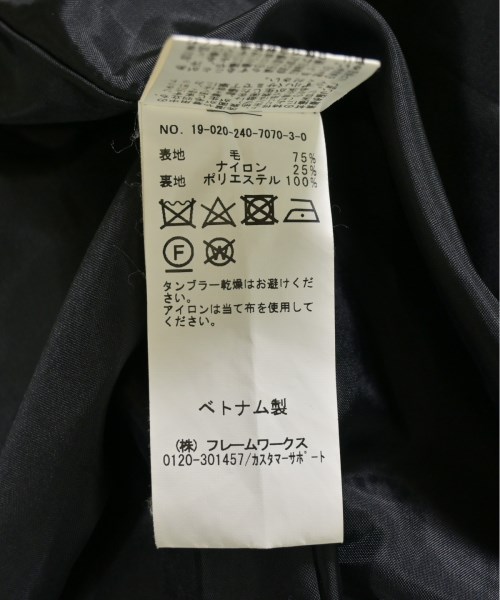 NO. 19-020-240-7070-3-0
表地 毛 75%
ナイロン 25%
裏地 ポリエステル 100%
F W
タンブラー乾燥はお避けくだ
さい。
アイロンは当て布を使用して
ください。
ベトナム製
(株) フレームワークス
0120-301457/カスタマーサポート